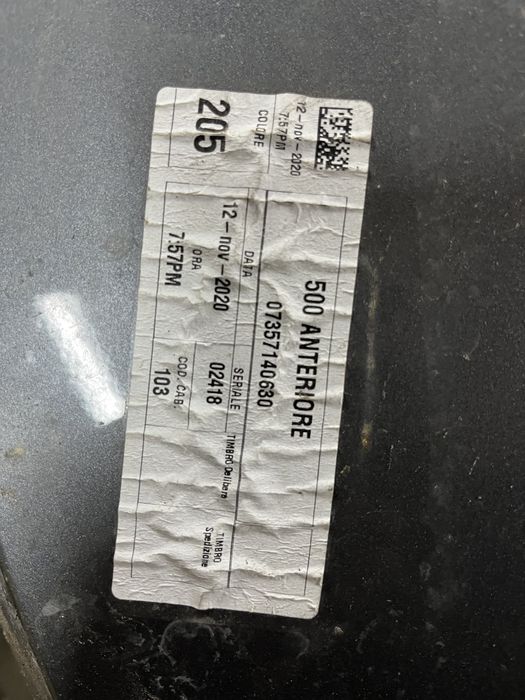 12-nov-2020
7:57PM
500 ANTERIORE
07357140630
COLORE
205
DATA
12-nov-2020
ORA
7:57PM
SERIALE
02418
COD.CAB.
103
TIMBRO Delibera
TIMBRO
Spedizione